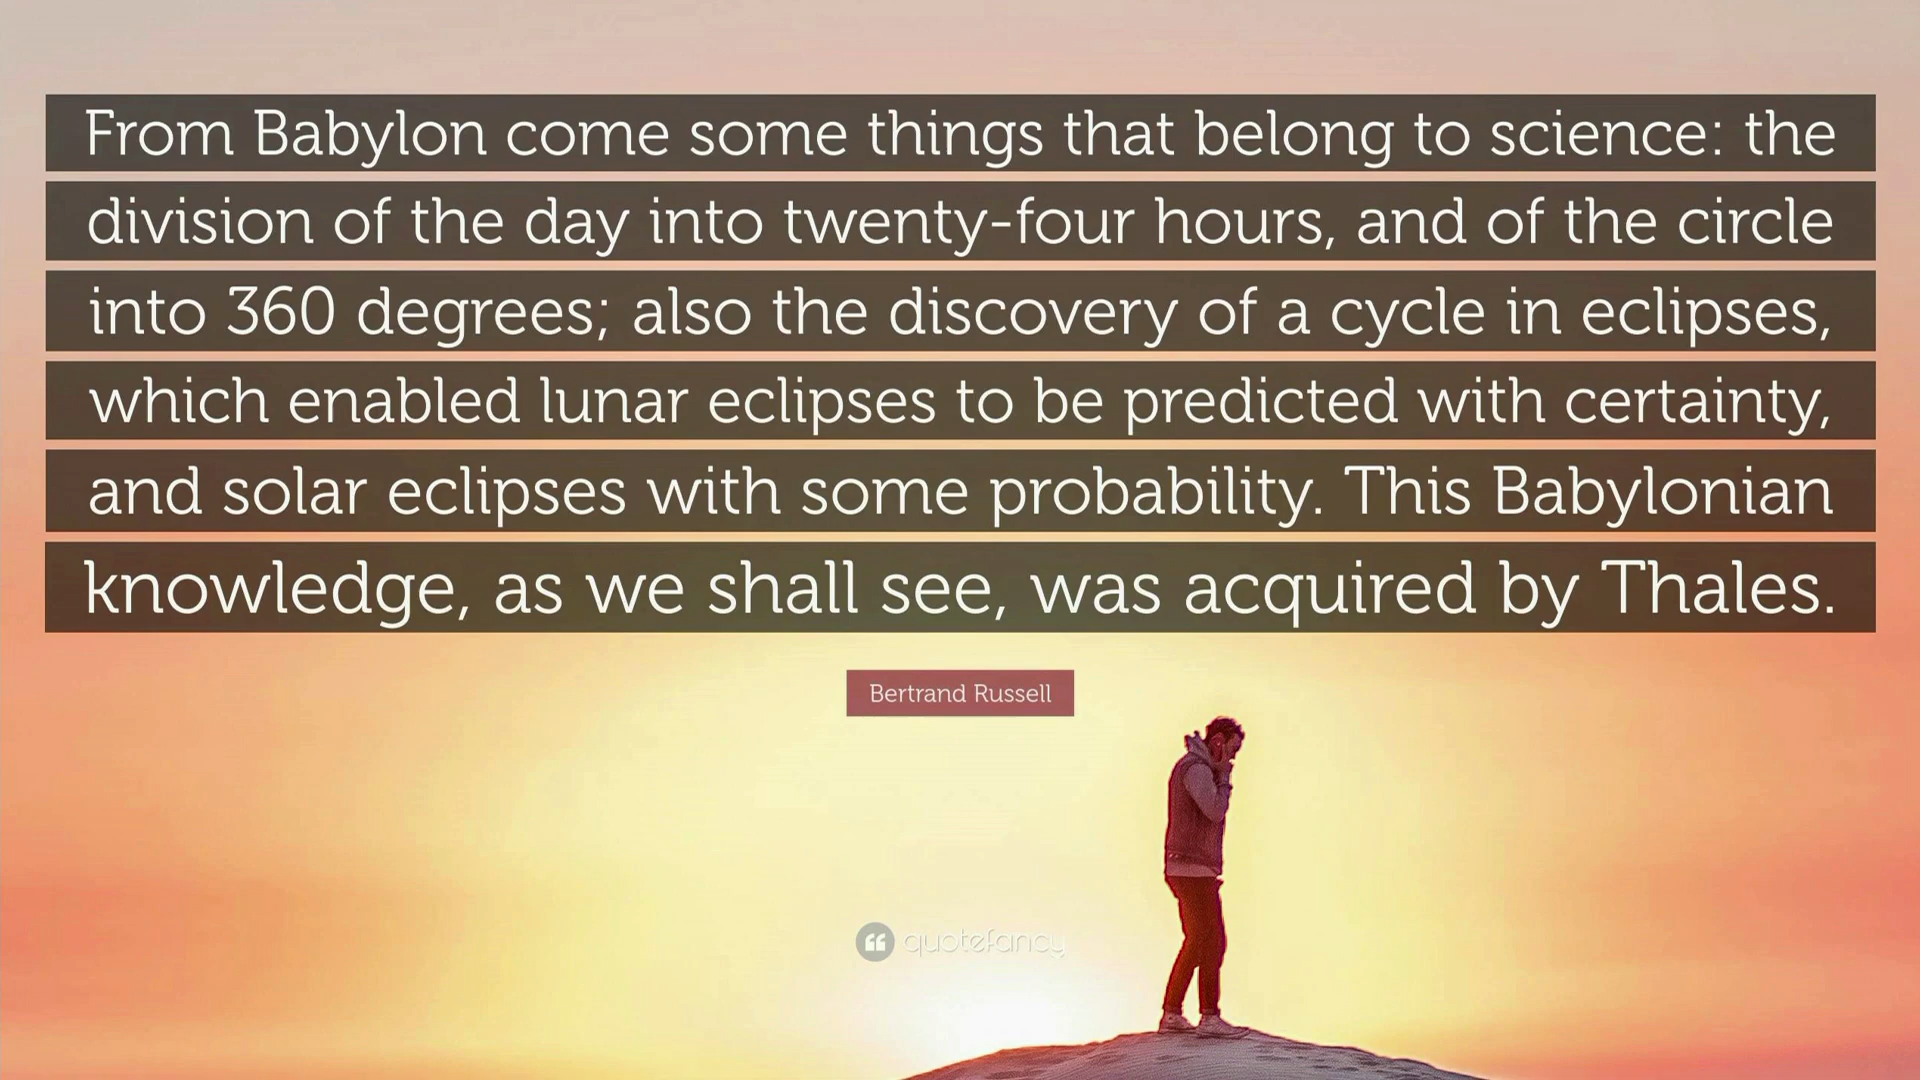 From Babylon come some things that belong to science: the
division of the day into twenty-four hours, and of the circle
into 360 degrees; also the discovery of a cycle in eclipses,
which enabled lunar eclipses to be predicted with certainty,
and solar eclipses with some probability. This Babylonian
knowledge, as we shall see, was acquired by Thales.
Bertrand Russell
quotefancy